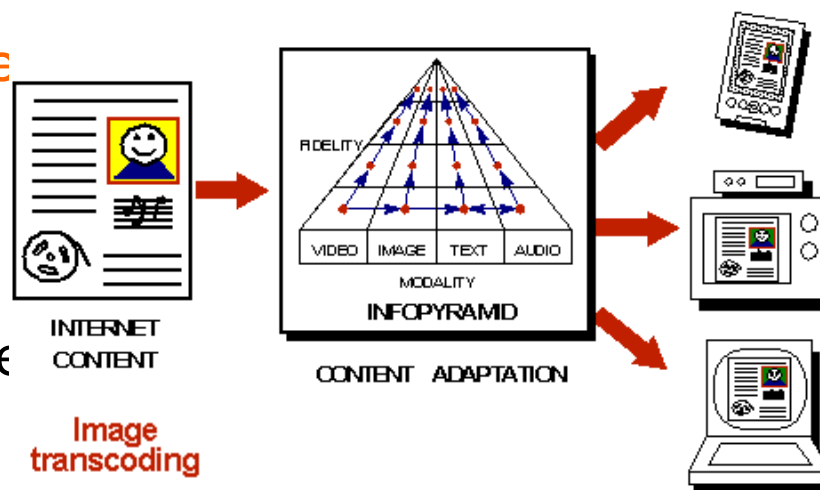 e
FIDELITY
VIDEO IMAGE TEXT AUDIO
MODALITY
INFOPYRAMID
INTERNET
CONTENT
e
CONTENT ADAPTATION
Image
transcoding